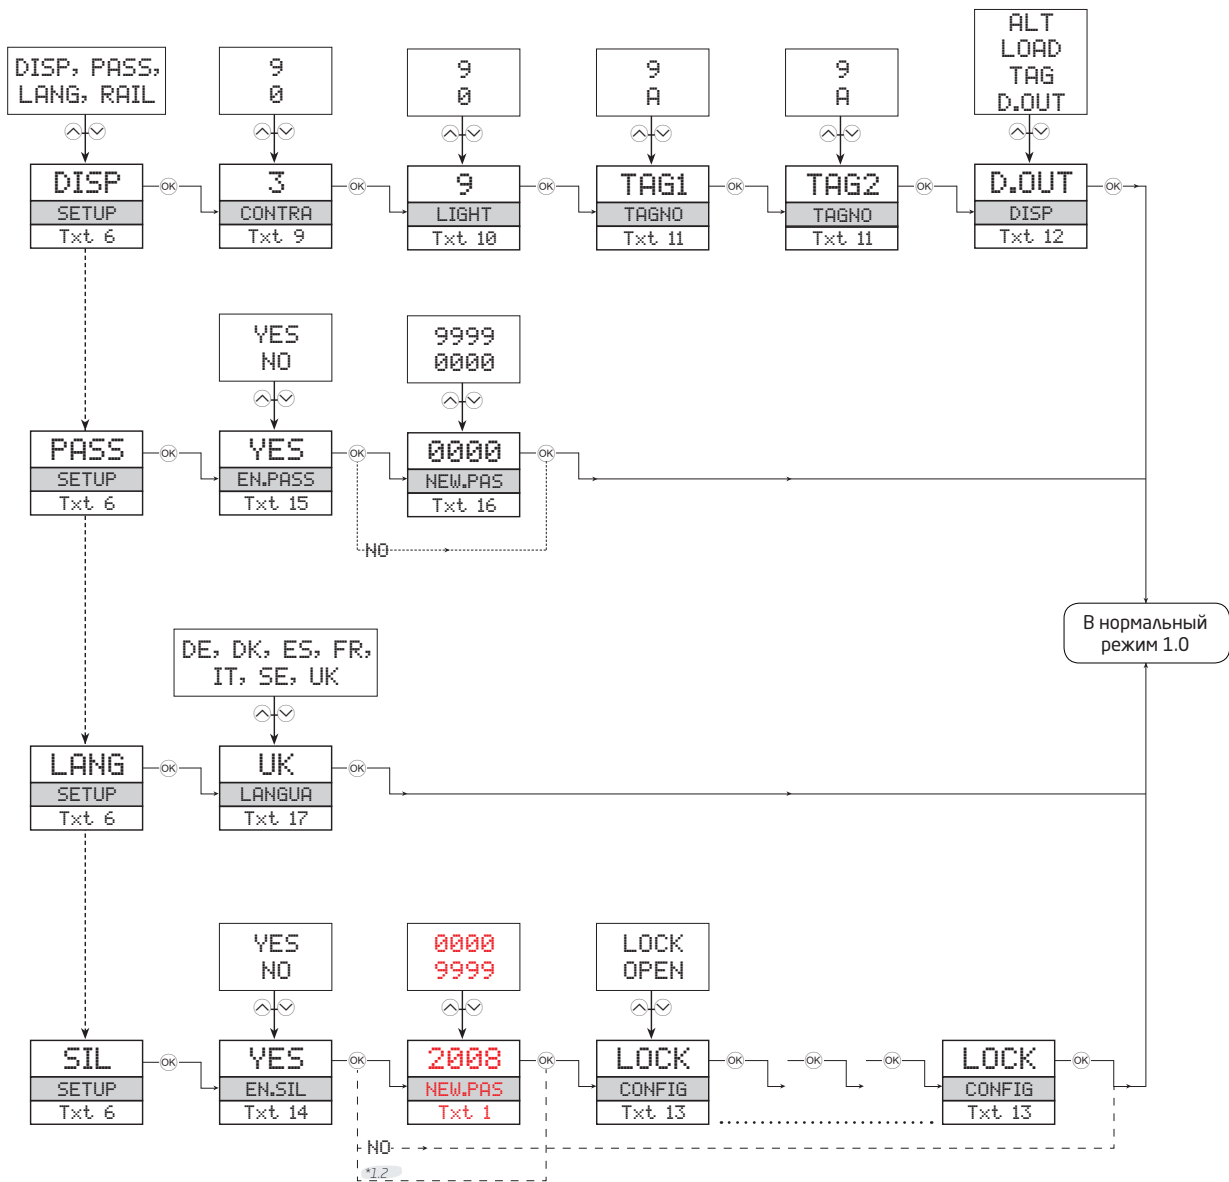 DISP, PASS,
LANG, RAIL
9
0
9
0
9
A
9
A
ALT
LOAD
TAG
D.OUT
DISP
SETUP
Txt 6
OK
3
CONTRA
Txt 9
OK
9
LIGHT
Txt 10
OK
TAG1
TAGNO
Txt 11
OK
TAG2
TAGNO
Txt 11
OK
D.OUT
DISP
Txt 12
OK
YES
NO
9999
0000
PASS
SETUP
Txt 6
OK
YES
EN.PASS
Txt 15
OK
0000
NEW.PAS
Txt 16
OK
NO
В нормальный
режим 1.0
DE, DK, ES, FR,
IT, SE, UK
LANG
SETUP
Txt 6
OK
UK
LANGUA
Txt 17
OK
YES
NO
0000
9999
LOCK
OPEN
SIL
SETUP
Txt 6
OK
YES
EN.SIL
Txt 14
OK
2008
NEW.PAS
Txt 1
OK
LOCK
CONFIG
Txt 13
OK
OK
OK
LOCK
CONFIG
Txt 13
OK
NO
*1.2